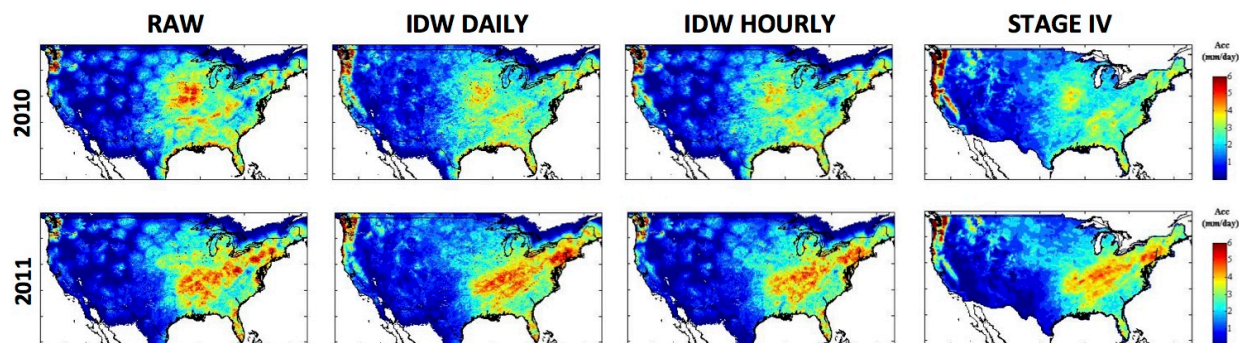 RAW
IDW DAILY
IDW HOURLY
STAGE IV
2010
Acc
(mm/day)
6
5
4
3
2
1
2011
Acc
(mm/day)
6
5
4
3
2
1